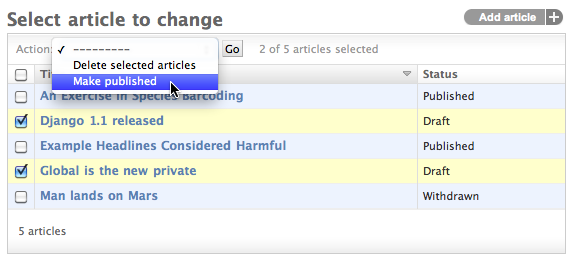 Select article to change
Add article +
Action: ✓ --------- Go 2 of 5 articles selected
Delete selected articles
Make published
Status
An Exercise in Species Barcoding Published
Django 1.1 released Draft
Example Headlines Considered Harmful Published
Global is the new private Draft
Man lands on Mars Withdrawn
5 articles